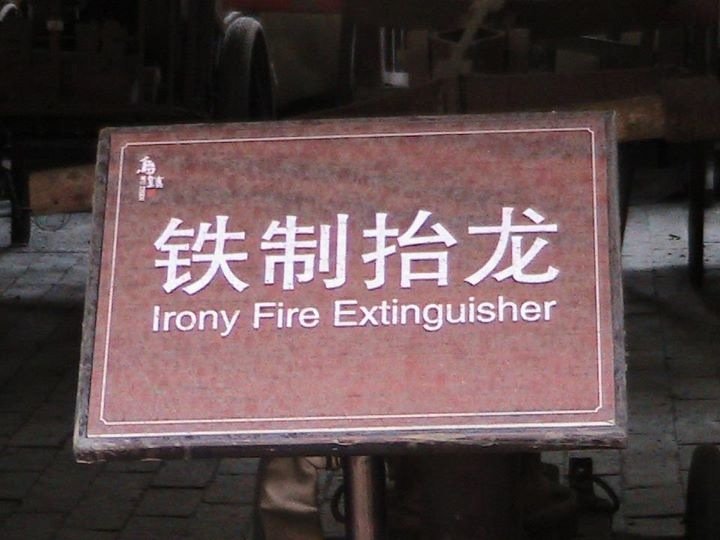 铁制抬龙
Irony Fire Extinguisher